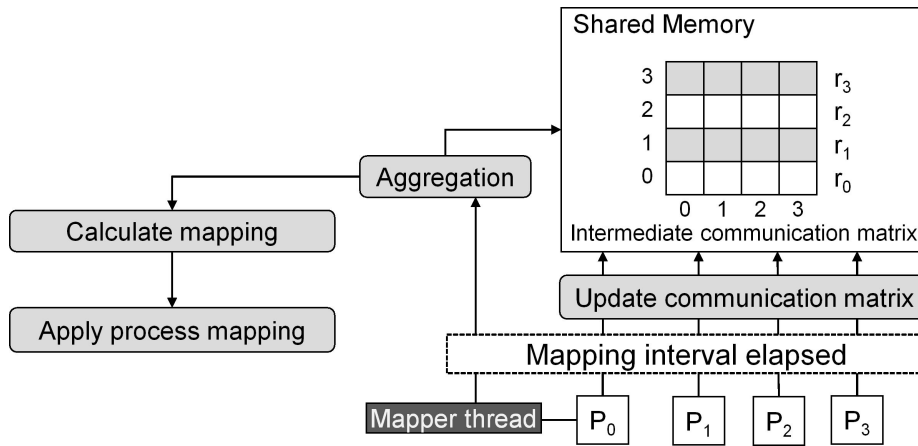 Shared Memory
3 r3
2 r2
1 r1
0 r0
0 1 2 3
Intermediate communication matrix
Aggregation
Calculate mapping
Apply process mapping
Update communication matrix
Mapping interval elapsed
Mapper thread
P0 P1 P2 P3